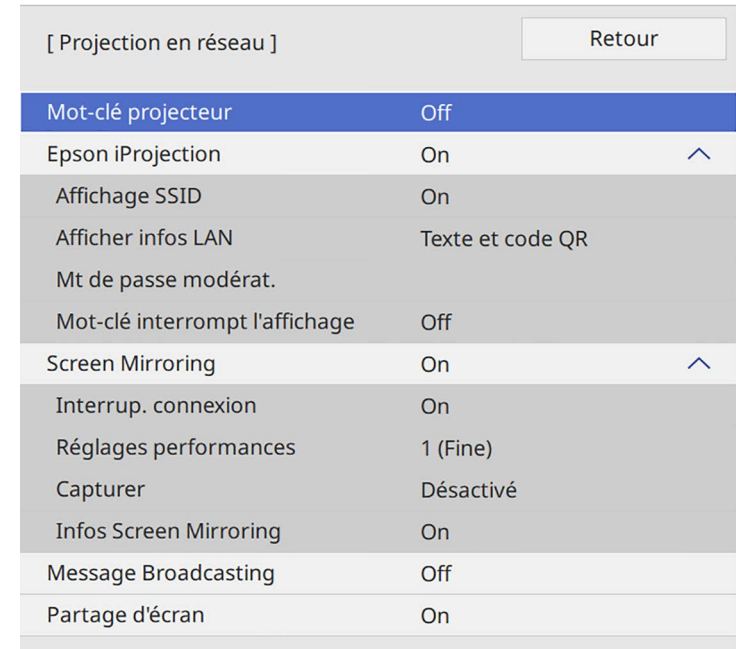 [ Projection en réseau ] Retour
Mot-clé projecteur Off
Epson iProjection On
Affichage SSID On
Afficher infos LAN Texte et code QR
Mt de passe modérat.
Mot-clé interrompt l'affichage Off
Screen Mirroring On
Interrup. connexion On
Réglages performances 1 (Fine)
Capturer Désactivé
Infos Screen Mirroring On
Message Broadcasting Off
Partage d'écran On